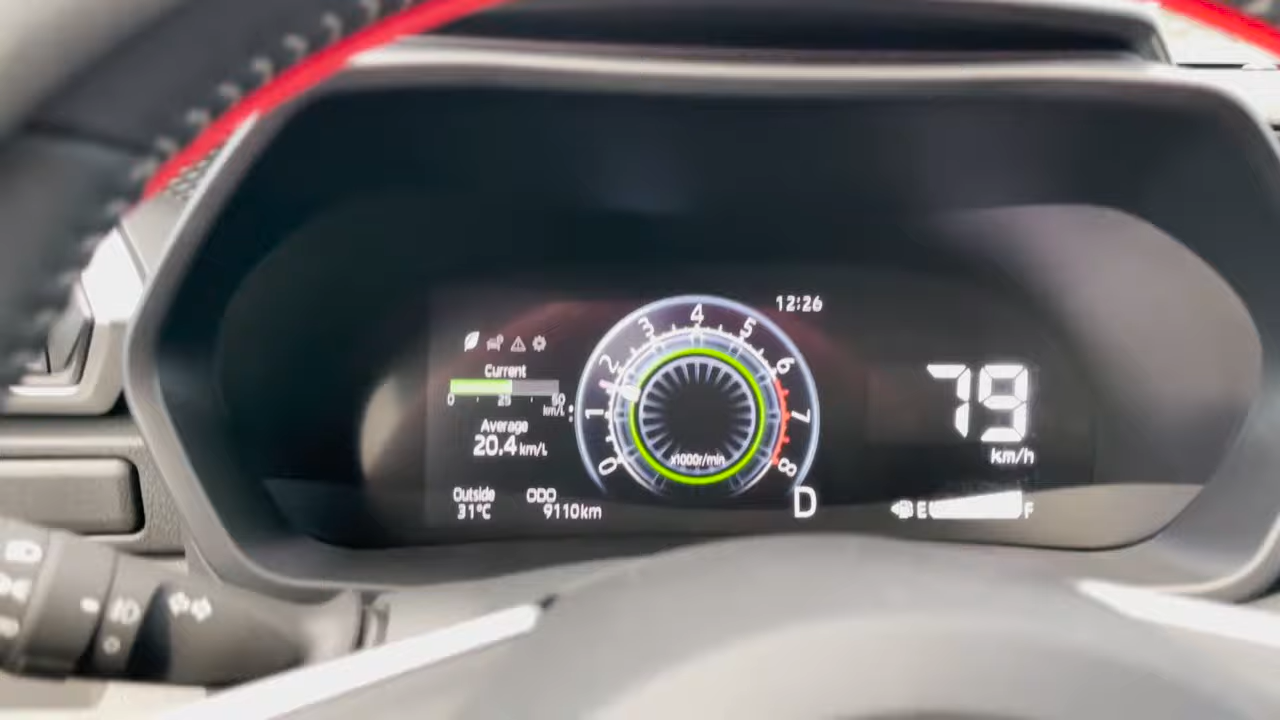 12:26
Current
0 25 50
km/L
Average
20.4 km/L
Outside
31°C
ODO
9110km
0 1 2 3 4 5 6 7 8
x1000r/min
D
79
km/h
E F